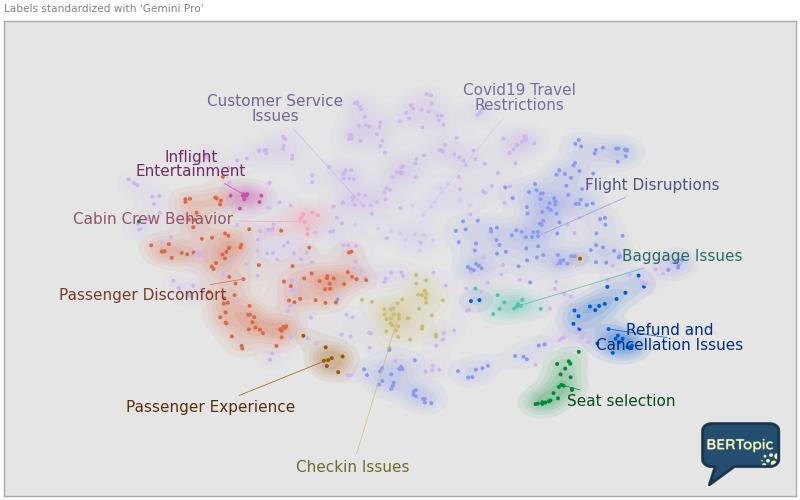 Labels standardized with 'Gemini Pro'
Customer Service
Issues
Covid19 Travel
Restrictions
Inflight
Entertainment
Flight Disruptions
Cabin Crew Behavior
Baggage Issues
Passenger Discomfort
Refund and
Cancellation Issues
Passenger Experience
Seat selection
BERTopic
Checkin Issues